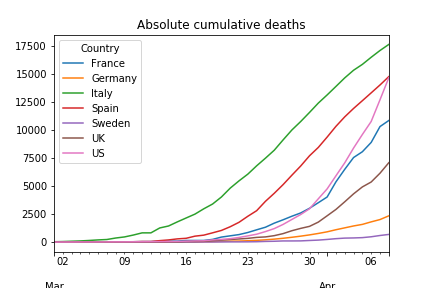 Absolute cumulative deaths
17500
15000
12500
10000
7500
5000
2500
0
Country
France
Germany
Italy
Spain
Sweden
UK
US
02 09 16 23 30 06
Mar Apr